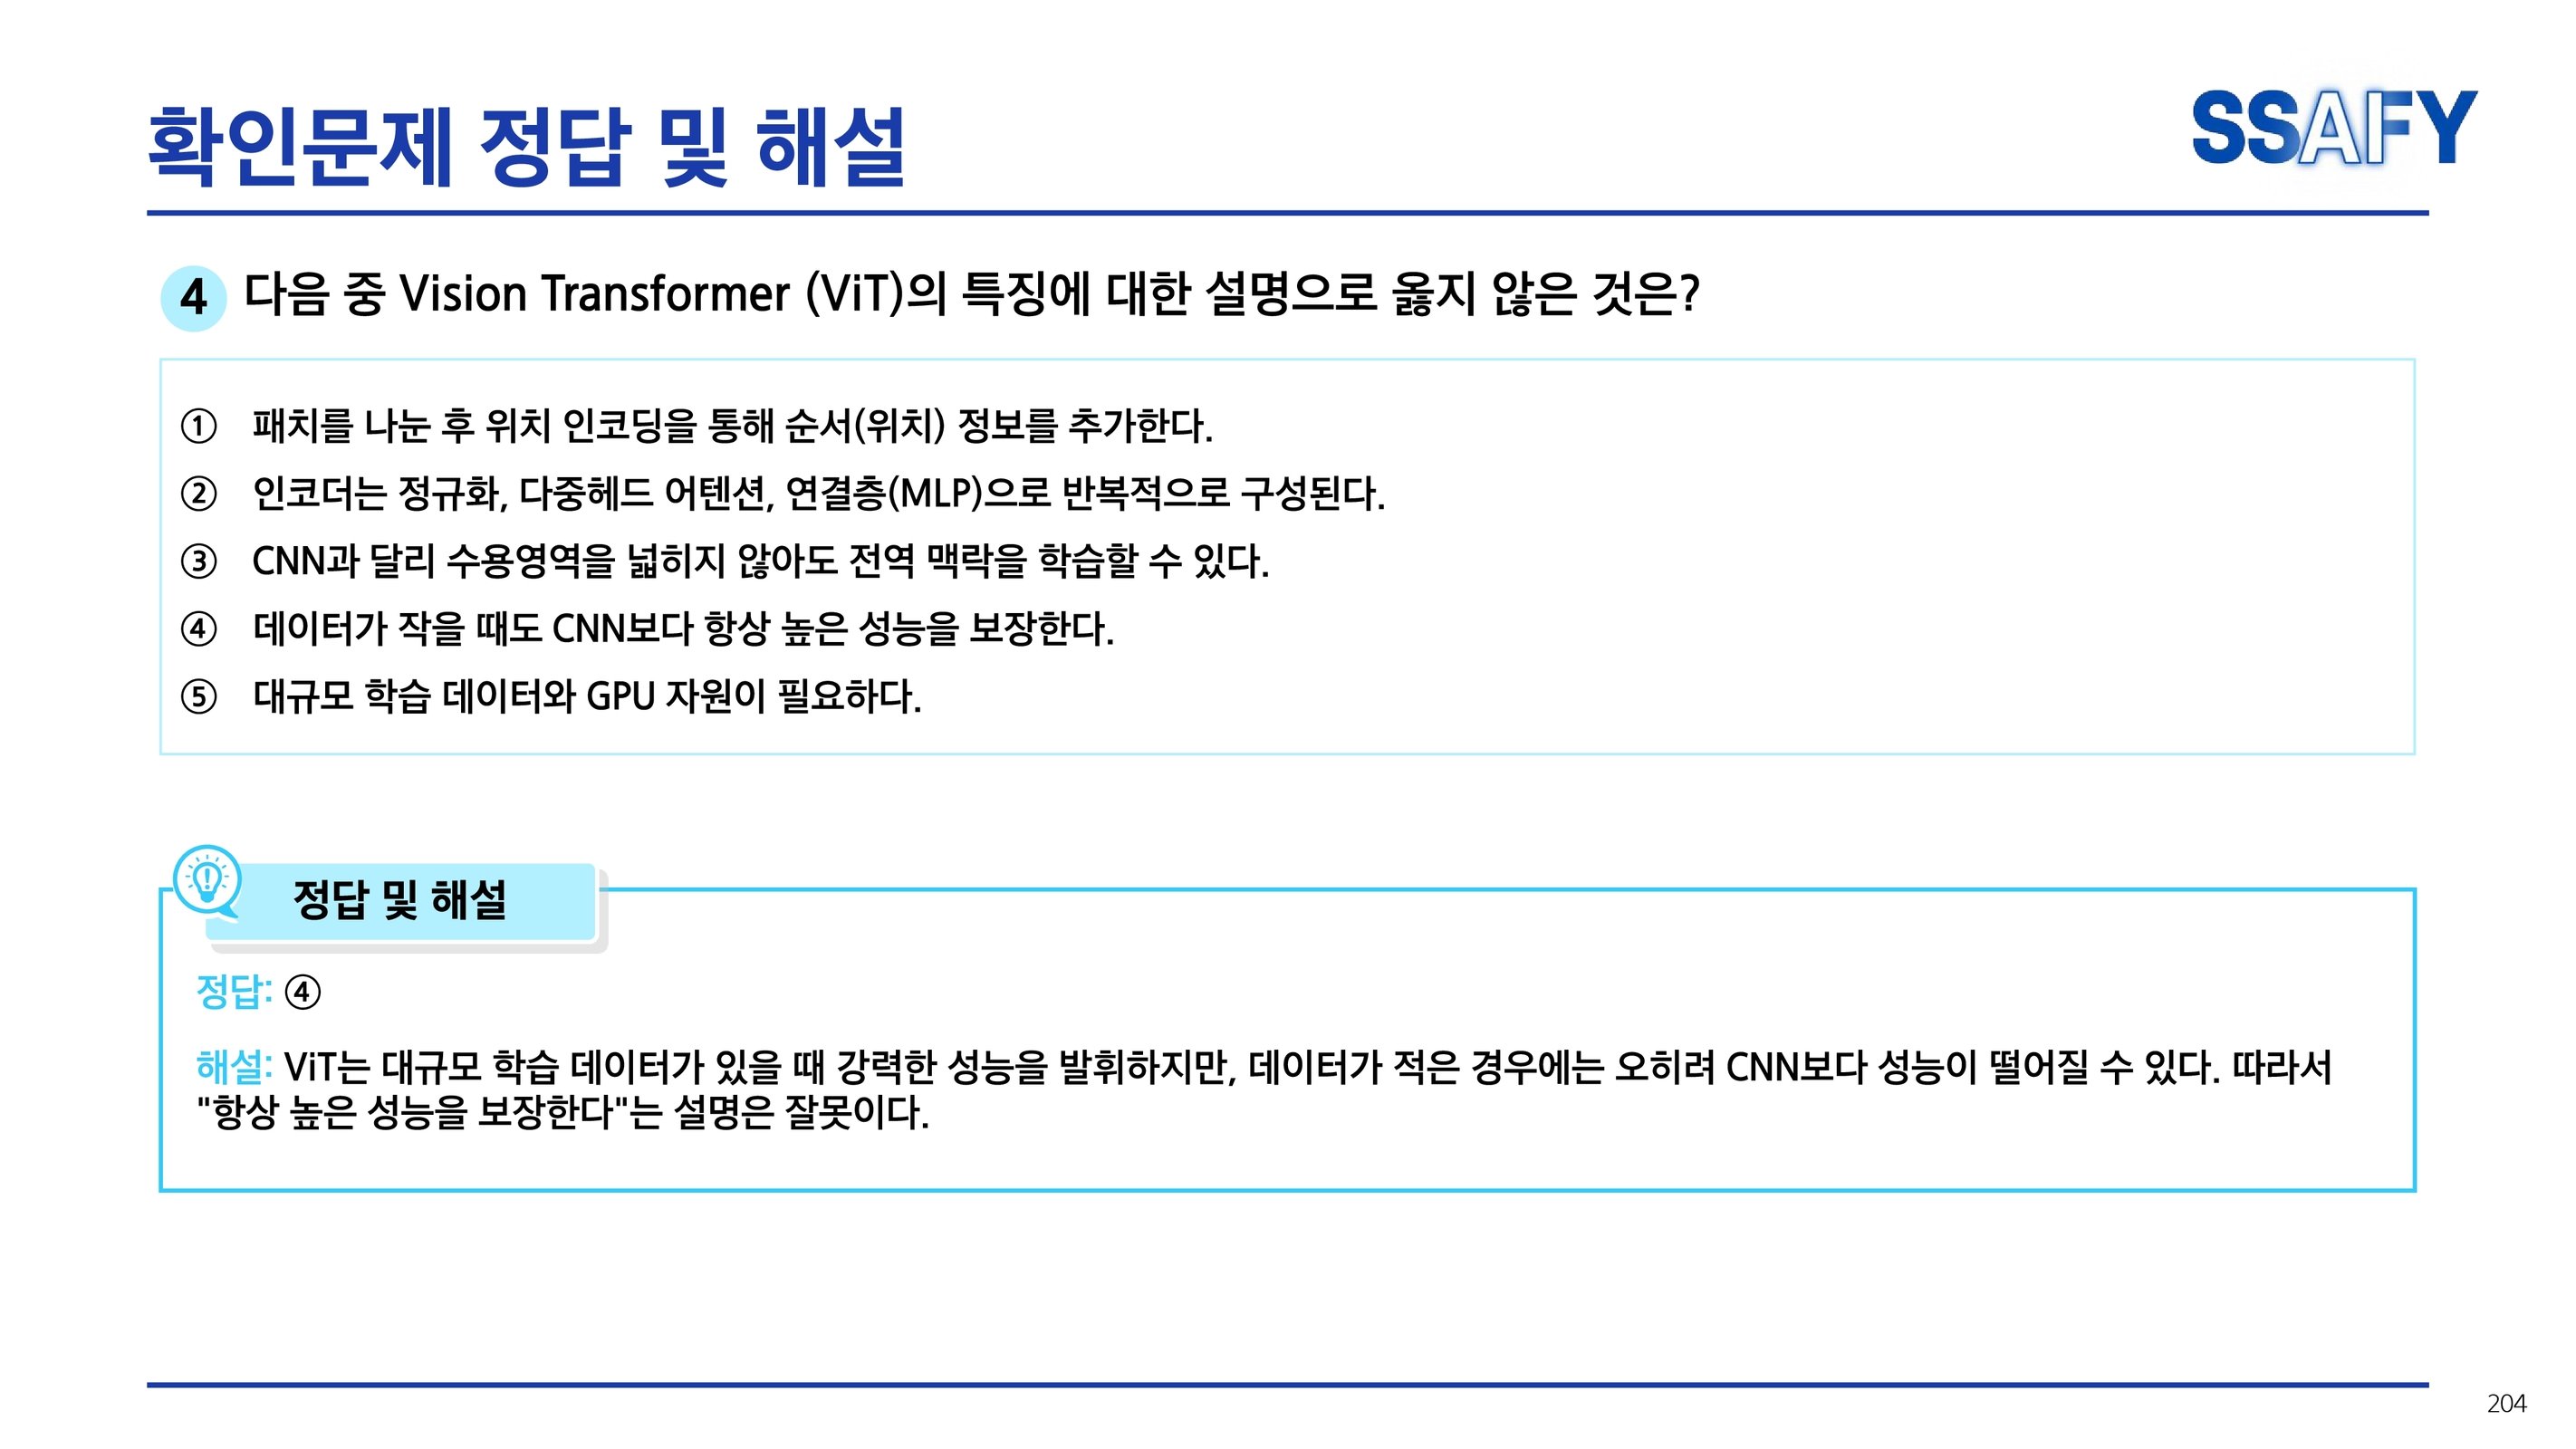 확인문제 정답 및 해설
SSAFY
4 다음 중 Vision Transformer (ViT)의 특징에 대한 설명으로 옳지 않은 것은?
① 패치를 나눈 후 위치 인코딩을 통해 순서(위치) 정보를 추가한다.
② 인코더는 정규화, 다중헤드 어텐션, 연결층(MLP)으로 반복적으로 구성된다.
③ CNN과 달리 수용영역을 넓히지 않아도 전역 맥락을 학습할 수 있다.
④ 데이터가 작을 때도 CNN보다 항상 높은 성능을 보장한다.
⑤ 대규모 학습 데이터와 GPU 자원이 필요하다.
정답 및 해설
정답: ④
해설: ViT는 대규모 학습 데이터가 있을 때 강력한 성능을 발휘하지만, 데이터가 적은 경우에는 오히려 CNN보다 성능이 떨어질 수 있다. 따라서
"항상 높은 성능을 보장한다"는 설명은 잘못이다.
204